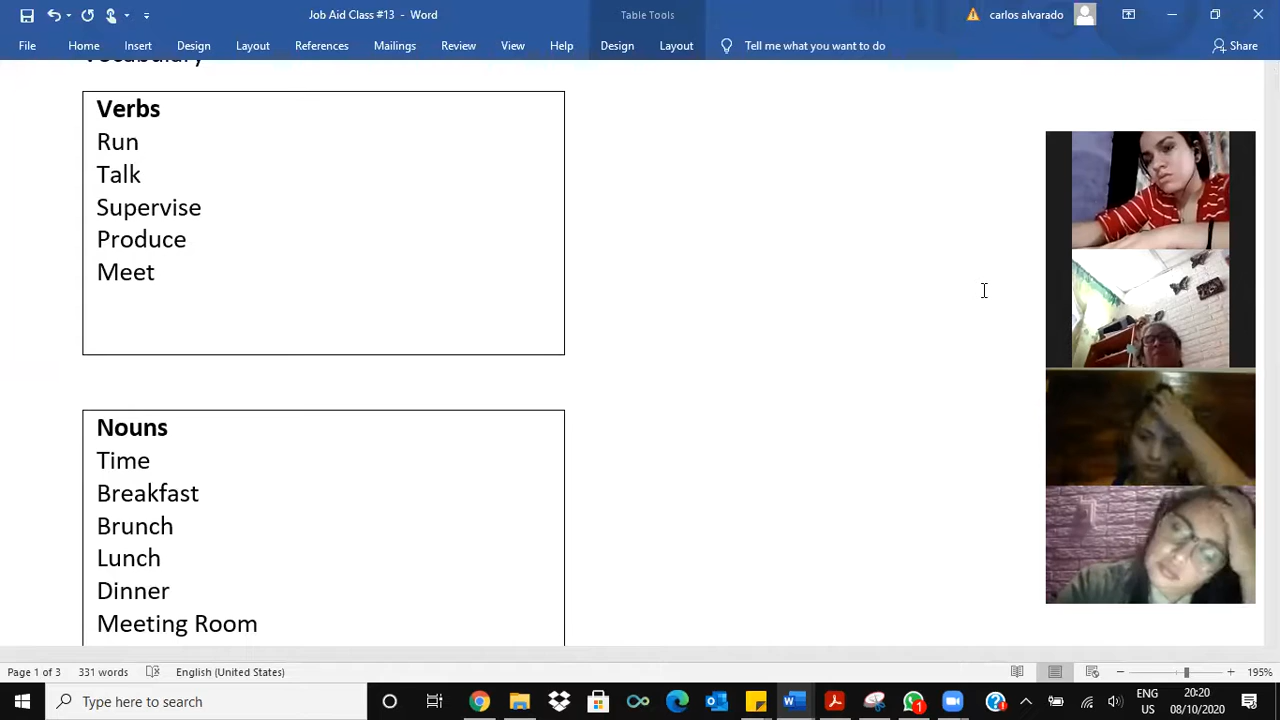 Job Aid Class #13 - Word
Table Tools
carlos alvarado
File Home Insert Design Layout References Mailings Review View Help Design Layout Tell me what you want to do Share
Vocabulary
Verbs
Run
Talk
Supervise
Produce
Meet
Nouns
Time
Breakfast
Brunch
Lunch
Dinner
Meeting Room
Page 1 of 3 331 words English (United States) 195%
Type here to search
1
ENG
US
20:20
08/10/2020